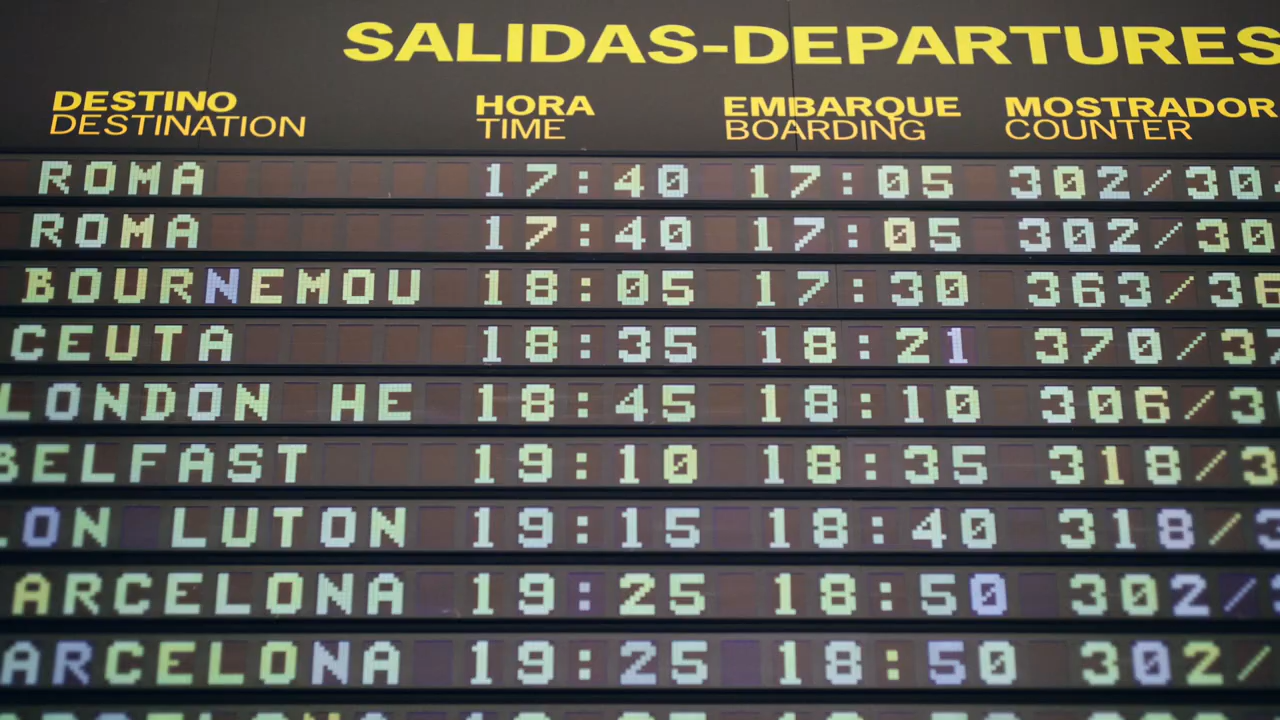 SALIDAS-DEPARTURES
DESTINO HORA EMBARQUE MOSTRADOR
DESTINATION TIME BOARDING COUNTER
ROMA 17:40 17:05 302/30
ROMA 17:40 17:05 302/30
BOURNEMOU 18:05 17:30 363/36
CEUTA 18:35 18:21 370/37
LONDON HE 18:45 18:10 306/3
BELFAST 19:10 18:35 318/3
LON LUTON 19:15 18:40 318/3
ARCELONA 19:25 18:50 302/
ARCELONA 19:25 18:50 302/